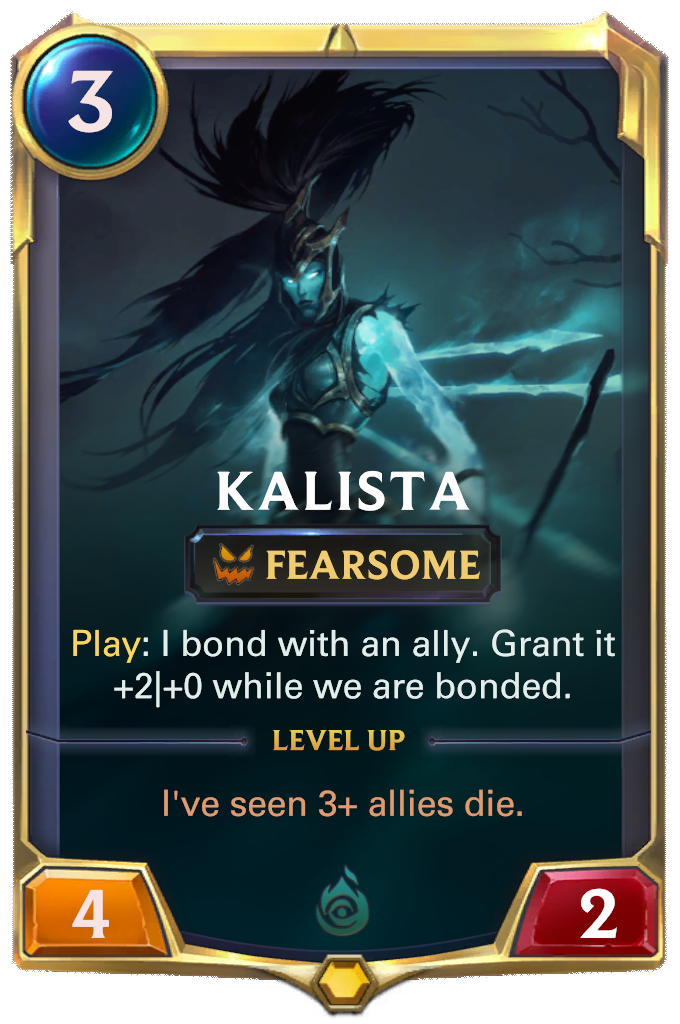 3
KALISTA
FEARSOME
Play: I bond with an ally. Grant it
+2|+0 while we are bonded.
LEVEL UP
I've seen 3+ allies die.
4
2